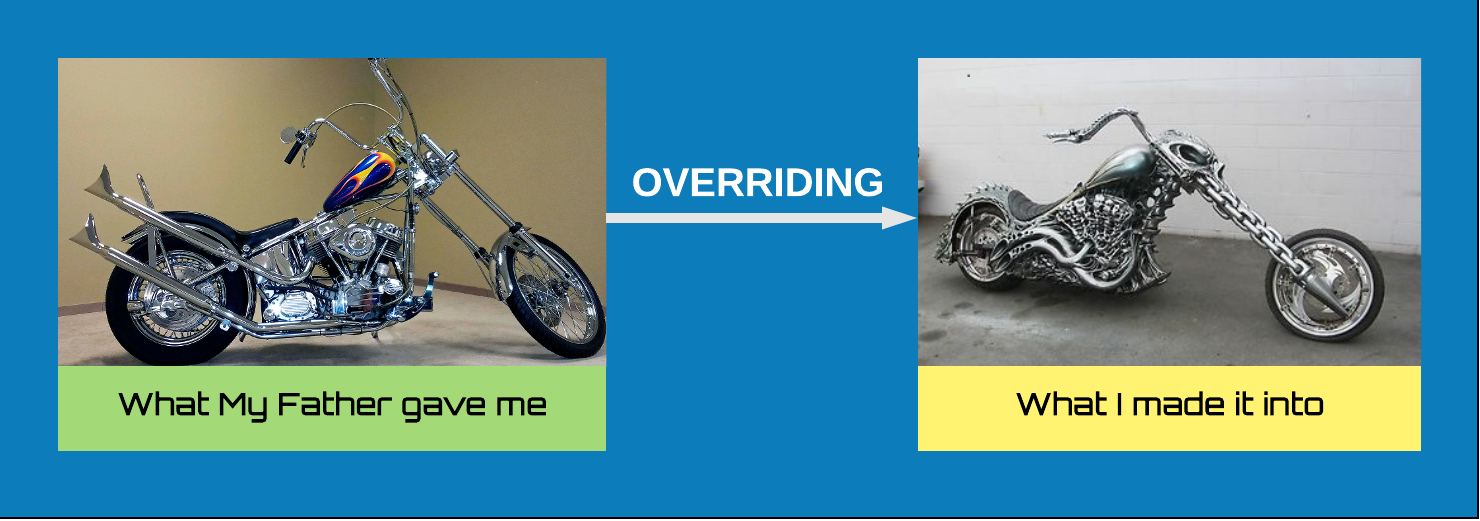 OVERRIDING
What My Father gave me
What I made it into